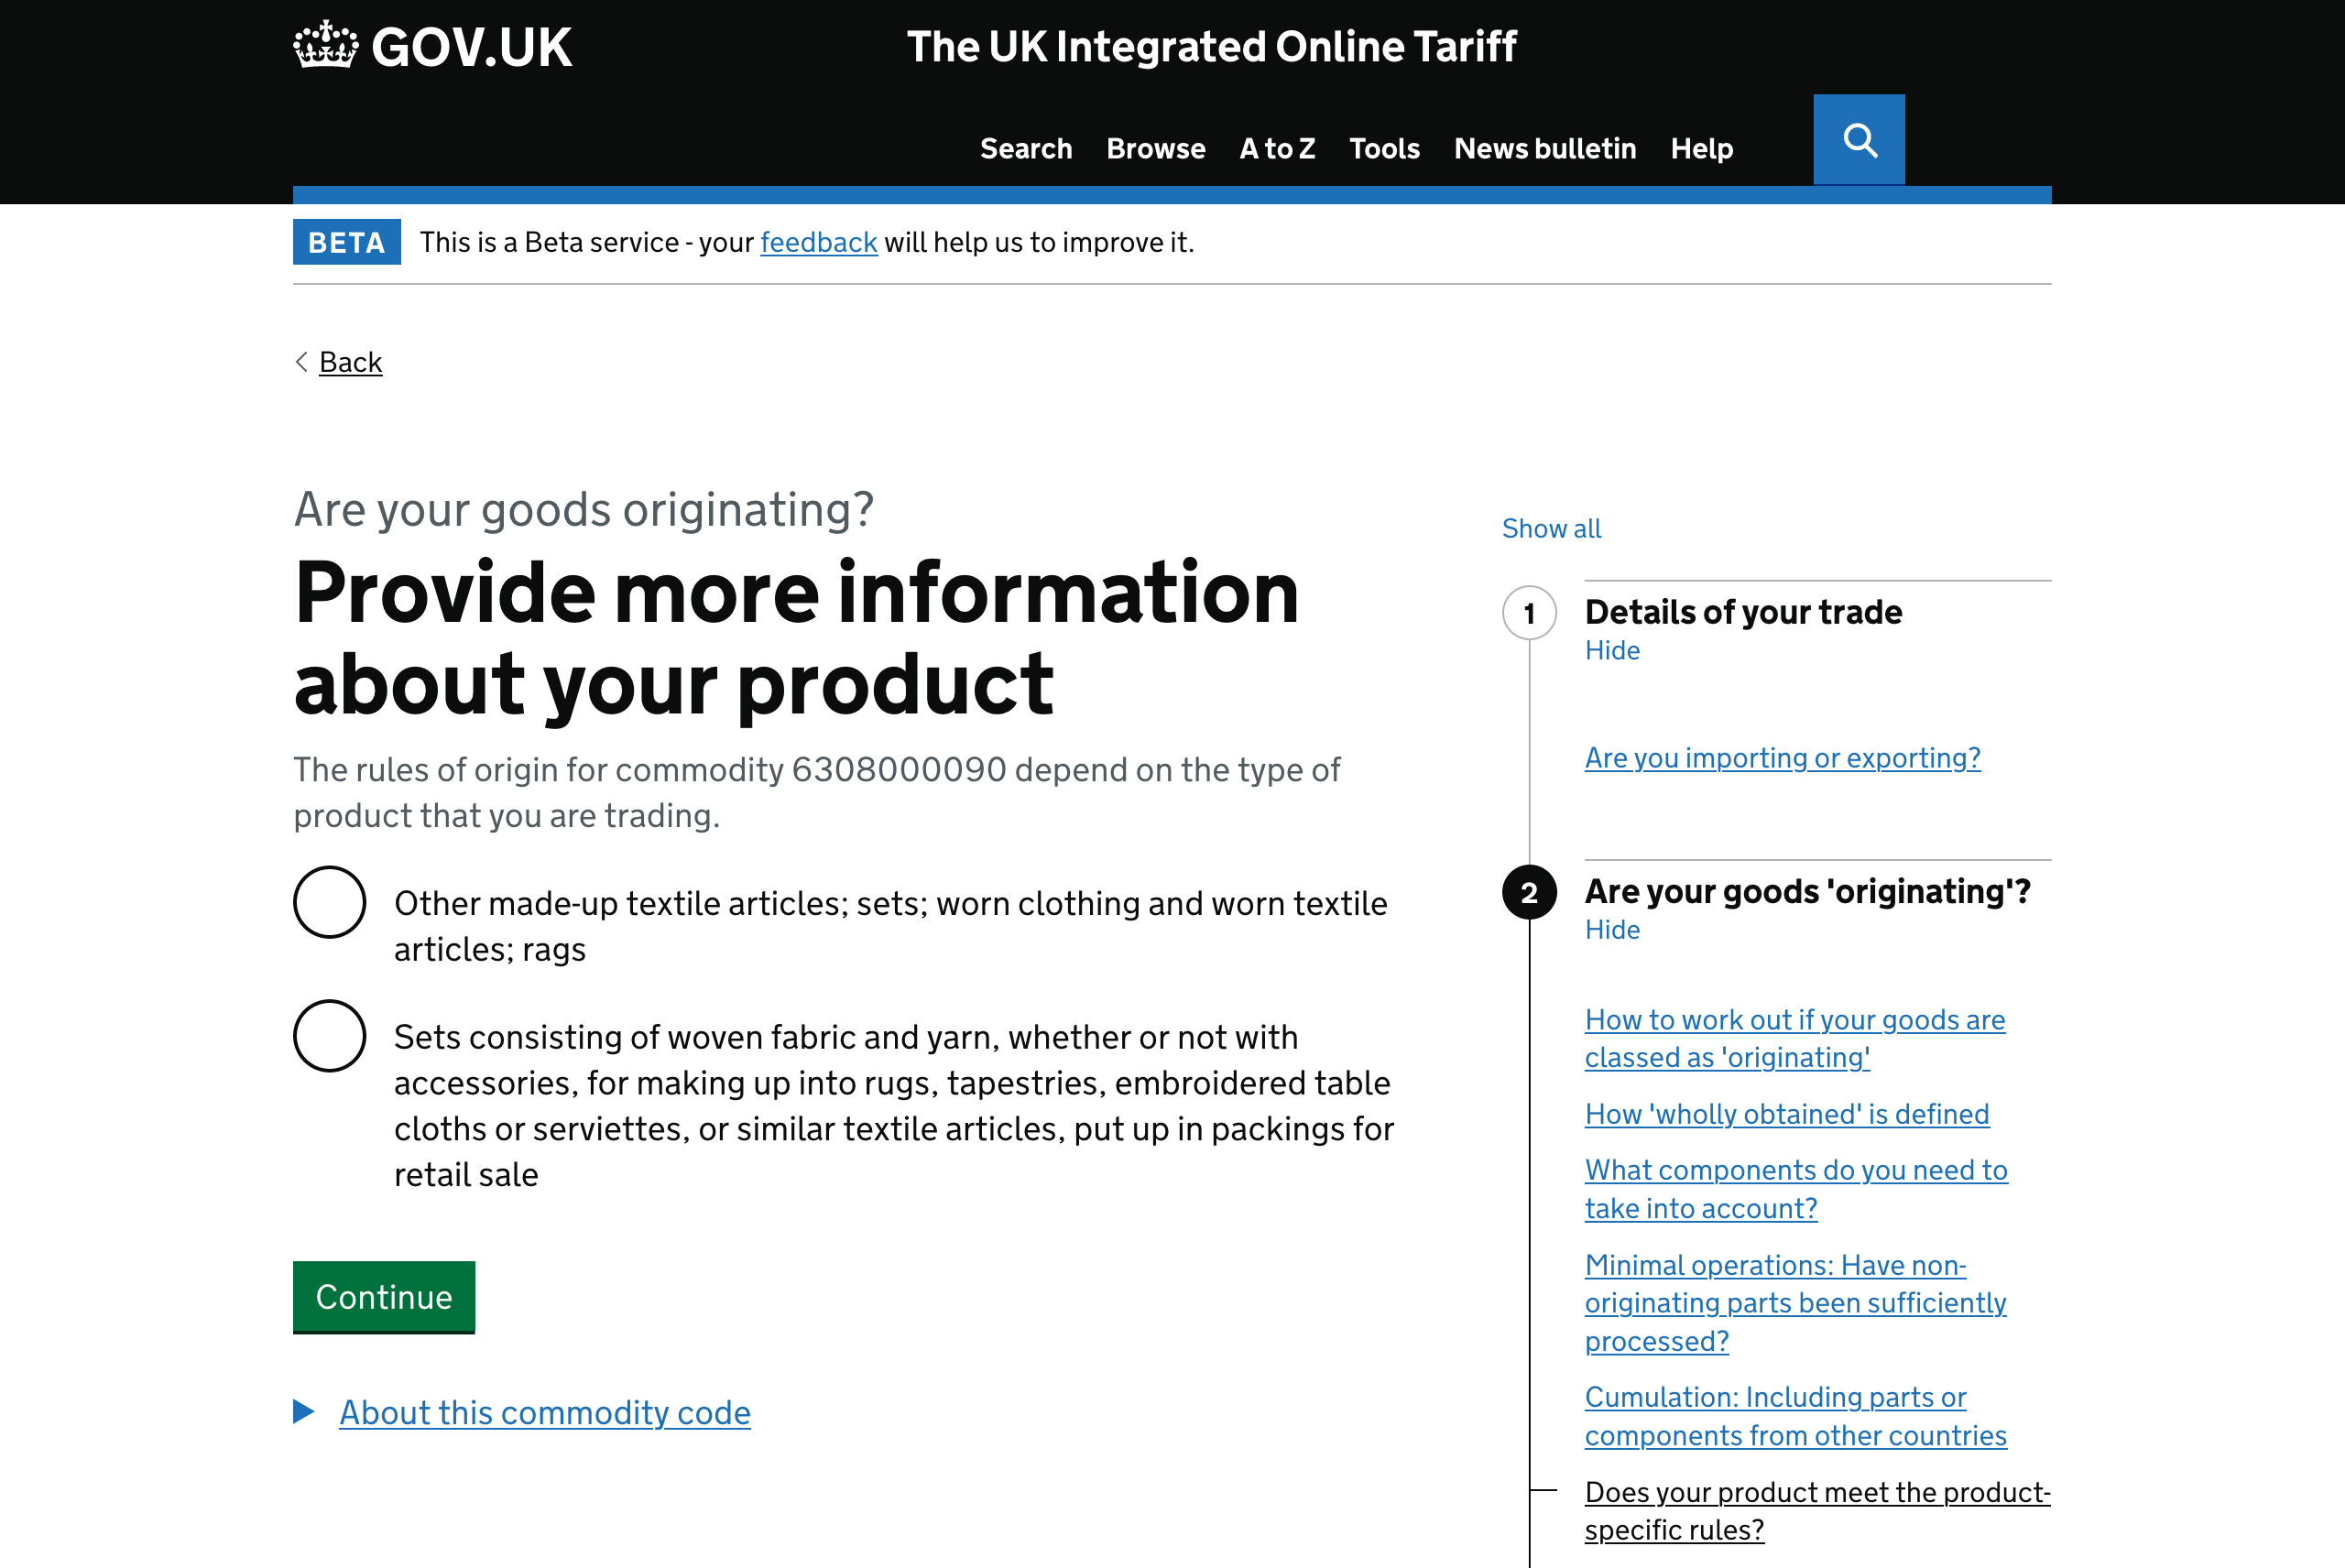 GOV.UK
The UK Integrated Online Tariff
Search Browse A to Z Tools News bulletin Help
BETA This is a Beta service - your feedback will help us to improve it.
Back
Are your goods originating?
Provide more information
about your product
The rules of origin for commodity 6308000090 depend on the type of
product that you are trading.
Other made-up textile articles; sets; worn clothing and worn textile
articles; rags
Sets consisting of woven fabric and yarn, whether or not with
accessories, for making up into rugs, tapestries, embroidered table
cloths or serviettes, or similar textile articles, put up in packings for
retail sale
Continue
About this commodity code
Show all
1 Details of your trade
Hide
Are you importing or exporting?
2 Are your goods 'originating'?
Hide
How to work out if your goods are
classed as 'originating'
How 'wholly obtained' is defined
What components do you need to
take into account?
Minimal operations: Have non-
originating parts been sufficiently
processed?
Cumulation: Including parts or
components from other countries
Does your product meet the product-
specific rules?